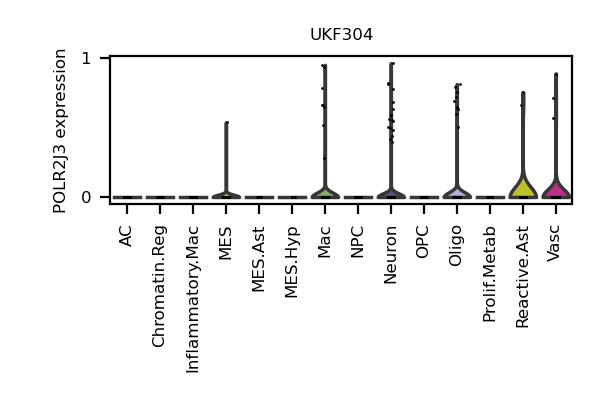 UKF304
POLR2J3 expression
1
0
AC
Chromatin.Reg
Inflammatory.Mac
MES
MES.Ast
MES.Hyp
Mac
NPC
Neuron
OPC
Oligo
Prolif.Metab
Reactive.Ast
Vasc